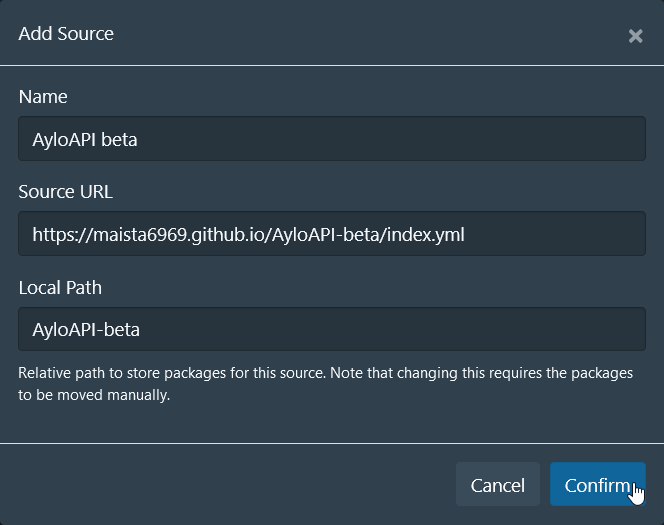 Add Source
×
Name
AyloAPI beta
Source URL
https://maista6969.github.io/AyloAPI-beta/index.yml
Local Path
AyloAPI-beta
Relative path to store packages for this source. Note that changing this requires the packages
to be moved manually.
Cancel Confirm